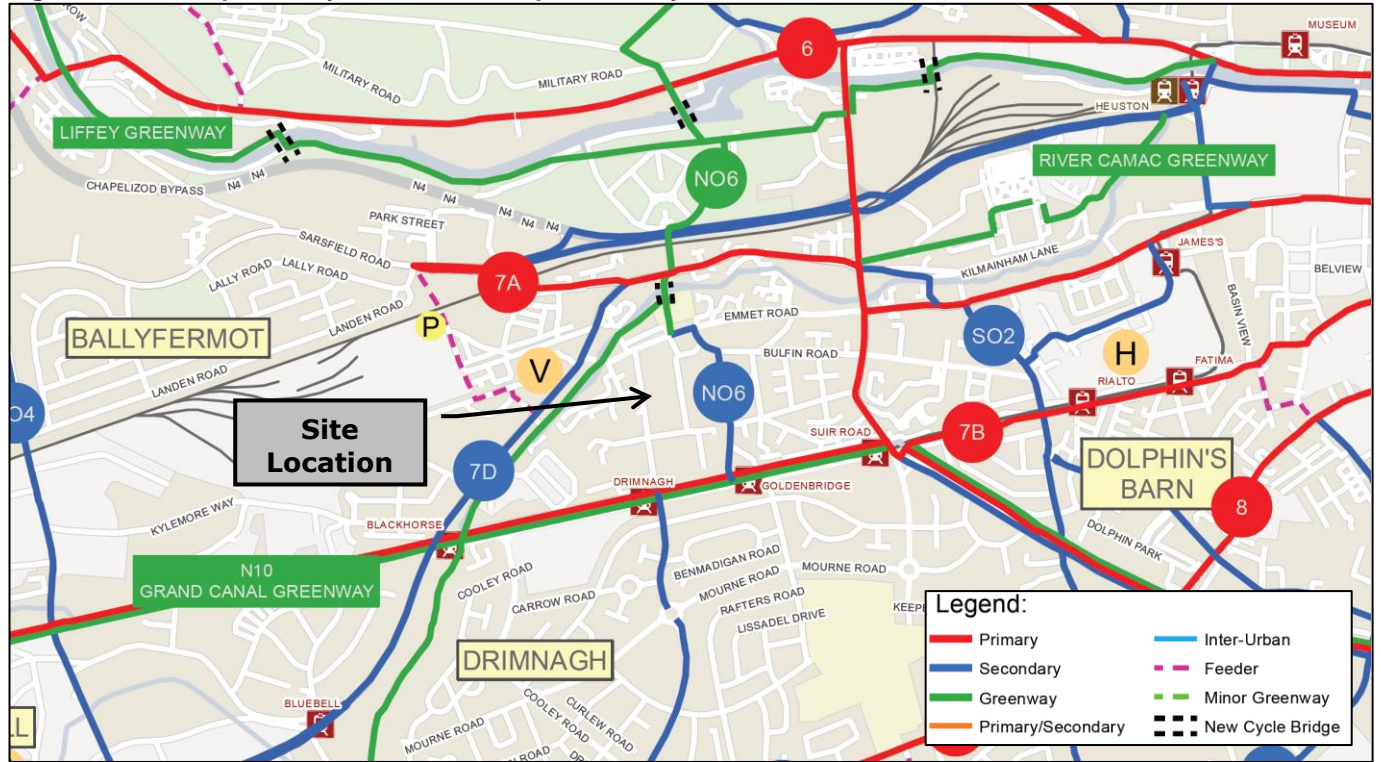 MUSEUM
6
MILITARY ROAD
MILITARY ROAD
HEUSTON
LIFFEY GREENWAY
RIVER CAMAC GREENWAY
NO6
CHAPELIZOD BYPASS
N4
N4
N4
N4
N4
N4
PARK STREET
SARSFIELD ROAD
LALLY ROAD
LALLY ROAD
KILMAINHAM LANE
JAMES'S
BELVIEW
7A
LANDEN ROAD
BASIN VIEW
P
EMMET ROAD
BALLYFERMOT
SO2
H
BULFIN ROAD
V
FATIMA
LANDEN ROAD
RIALTO
NO6
O4
Site
Location
SUIR ROAD
7B
7D
DRIMNAGH
GOLDENBRIDGE
DOLPHIN'S
BARN
8
KYLEMORE WAY
BLACKHORSE
DOLPHIN PARK
N10
GRAND CANAL GREENWAY
COOLEY ROAD
BENMADIGAN ROAD
MOURNE ROAD
MOURNE ROAD
CARROW ROAD
RAFTERS ROAD
LISSADEL DRIVE
KEEPE
DRIMNAGH
BLUEBELL
MOURNE ROAD
COOLEY ROAD
CURLEW ROAD
LL
Legend:
Primary
Secondary
Greenway
Primary/Secondary
Inter-Urban
Feeder
Minor Greenway
New Cycle Bridge